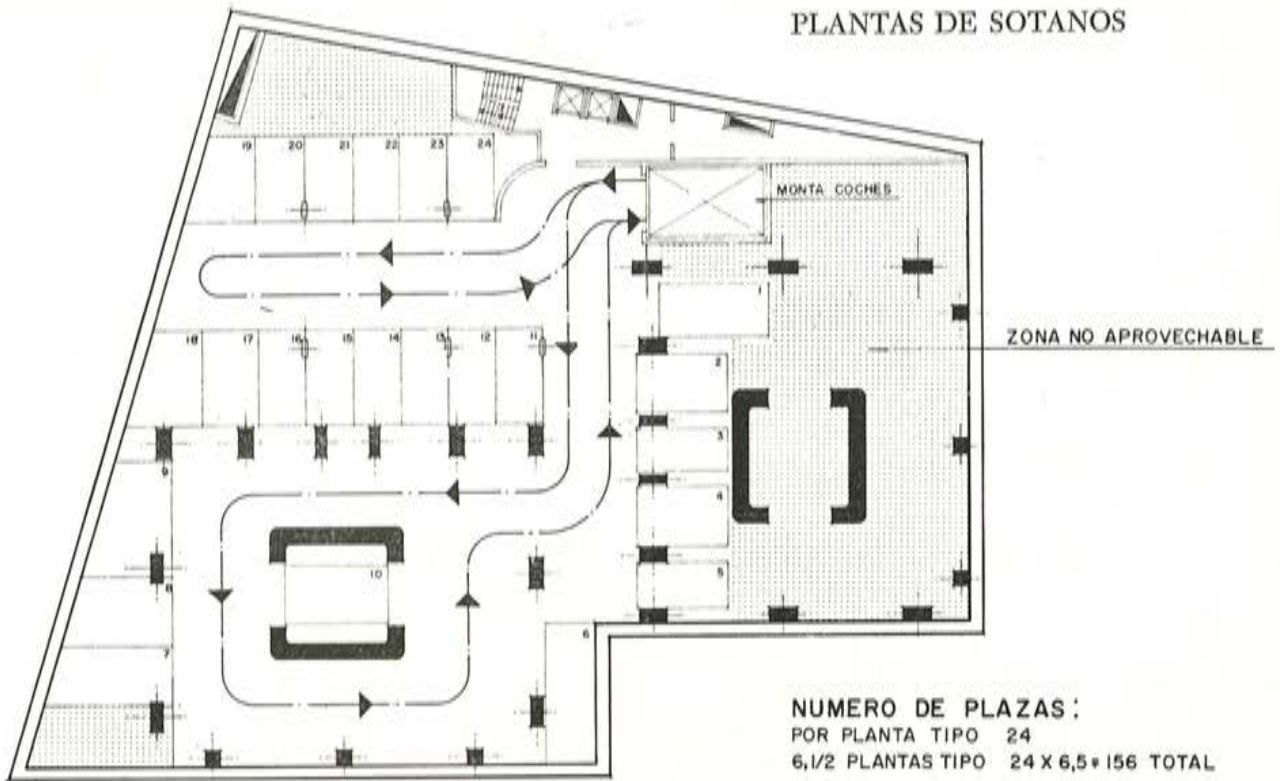 PLANTAS DE SOTANOS
19 20 21 22 23 24
MONTA COCHES
1
18 17 16 15 14 13 12 11
ZONA NO APROVECHABLE
2
3
9
4
10
5
8
6
7
NUMERO DE PLAZAS:
POR PLANTA TIPO 24
6,1/2 PLANTAS TIPO 24 X 6,5 = 156 TOTAL